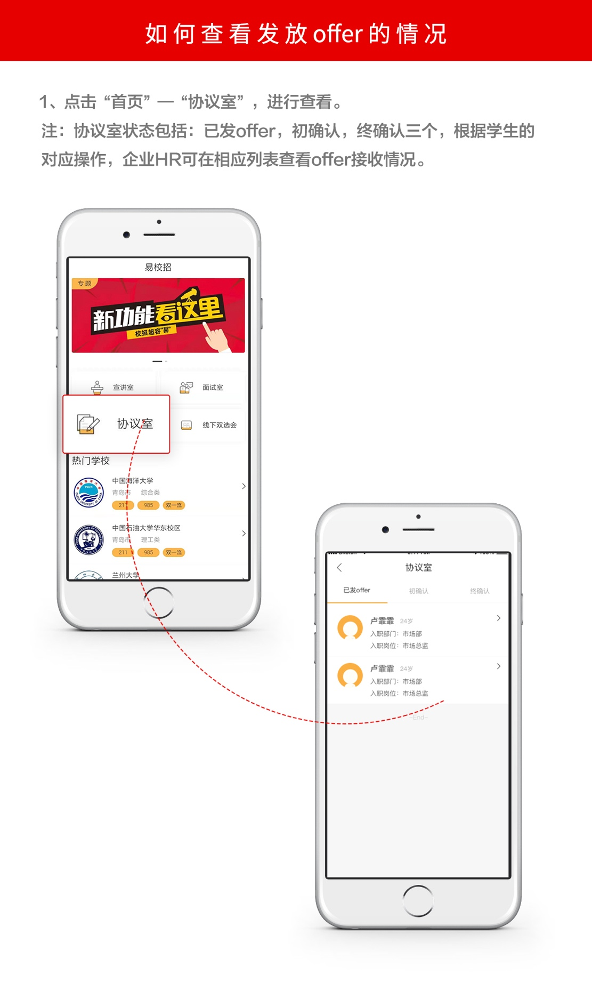 如何查看发放offer的情况
1、点击“首页”—“协议室”，进行查看。
注：协议室状态包括：已发offer，初确认，终确认三个，根据学生的
对应操作，企业HR可在相应列表查看offer接收情况。
易校招
专题
新功能看这里
校招超容“易”
宣讲室
面试室
协议室
线下双选会
热门学校
中国海洋大学
青岛市 综合类
211 985 双一流
中国石油大学华东校区
青岛市 理工类
211 985 双一流
兰州大学
协议室
已发offer 初确认 终确认
卢霏霏 24岁
入职部门：市场部
入职岗位：市场总监
卢霏霏 24岁
入职部门：市场部
入职岗位：市场总监
-End-